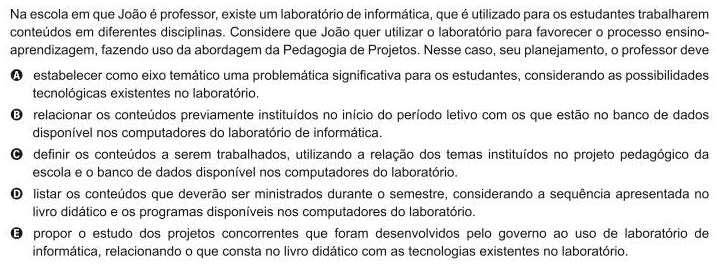 Na escola em que João é professor, existe um laboratório de informática, que é utilizado para os estudantes trabalharem
conteúdos em diferentes disciplinas. Considere que João quer utilizar o laboratório para favorecer o processo ensino-
aprendizagem, fazendo uso da abordagem da Pedagogia de Projetos. Nesse caso, seu planejamento, o professor deve
A estabelecer como eixo temático uma problemática significativa para os estudantes, considerando as possibilidades
tecnológicas existentes no laboratório.
B relacionar os conteúdos previamente instituídos no início do período letivo com os que estão no banco de dados
disponível nos computadores do laboratório de informática.
C definir os conteúdos a serem trabalhados, utilizando a relação dos temas instituídos no projeto pedagógico da
escola e o banco de dados disponível nos computadores do laboratório.
D listar os conteúdos que deverão ser ministrados durante o semestre, considerando a sequência apresentada no
livro didático e os programas disponíveis nos computadores do laboratório.
E propor o estudo dos projetos concorrentes que foram desenvolvidos pelo governo ao uso de laboratório de
informática, relacionando o que consta no livro didático com as tecnologias existentes no laboratório.